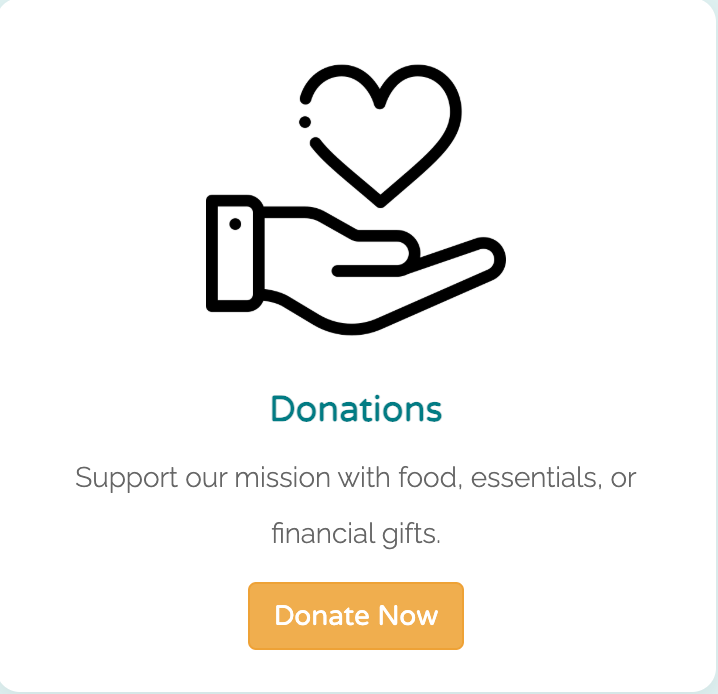 Donations
Support our mission with food, essentials, or
financial gifts.
Donate Now